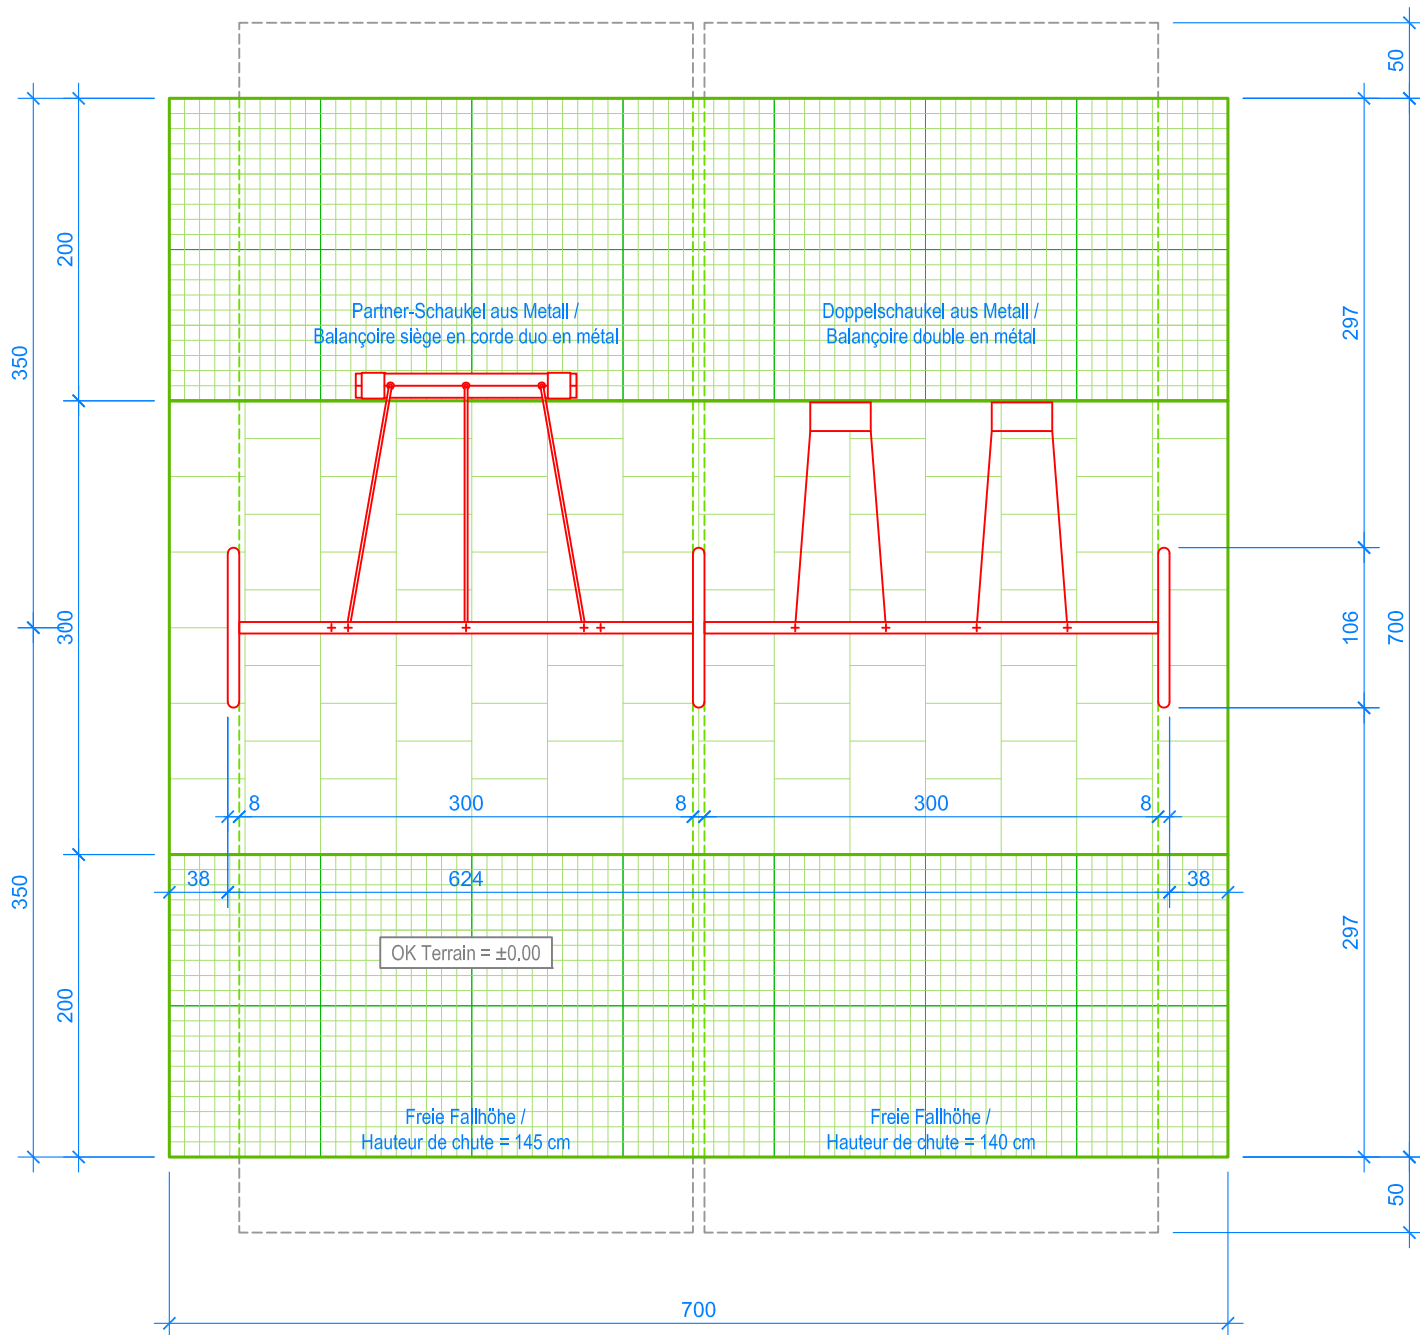 50
200
297
Partner-Schaukel aus Metall /
Balançoire siège en corde duo en métal
Doppelschaukel aus Metall /
Balançoire double en métal
350
300
106
700
8
300
8
300
8
38
624
38
350
297
OK Terrain = ±0.00
200
Freie Fallhöhe /
Hauteur de chute = 145 cm
Freie Fallhöhe /
Hauteur de chute = 140 cm
50
700